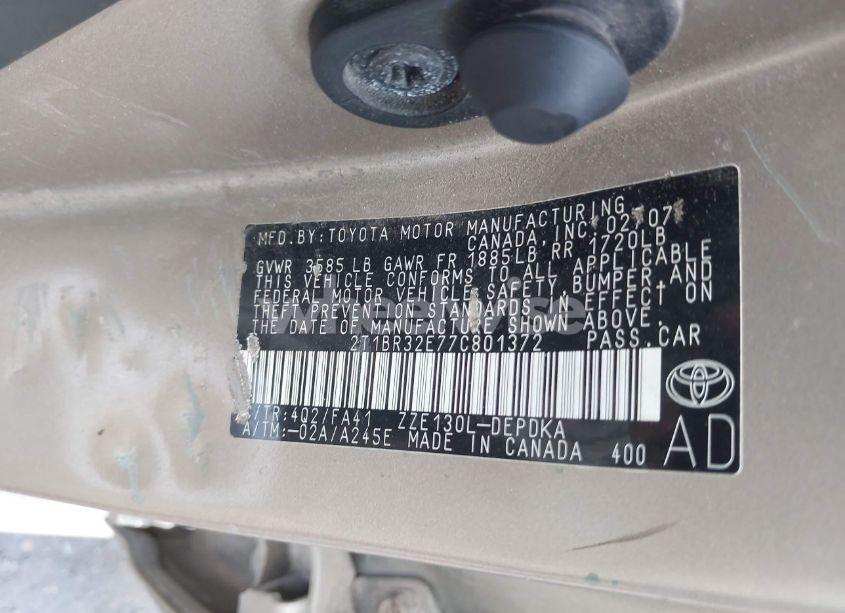 MFD.BY:TOYOTA MOTOR MANUFACTURING
CANADA, INC. 02/07
GVWR 3585 LB GAWR FR 1885LB RR 1720LB
THIS VEHICLE CONFORMS TO ALL APPLICABLE
FEDERAL MOTOR VEHICLE SAFETY, BUMPER, AND
THEFT PREVENTION STANDARDS IN EFFECT ON
THE DATE OF MANUFACTURE SHOWN ABOVE.
2T1BR32E77C801372 PASS.CAR
/TR:4Q2/FA41 ZZE130L-DEPDKA
A/TM:-02A/A245E MADE IN CANADA 400 AD